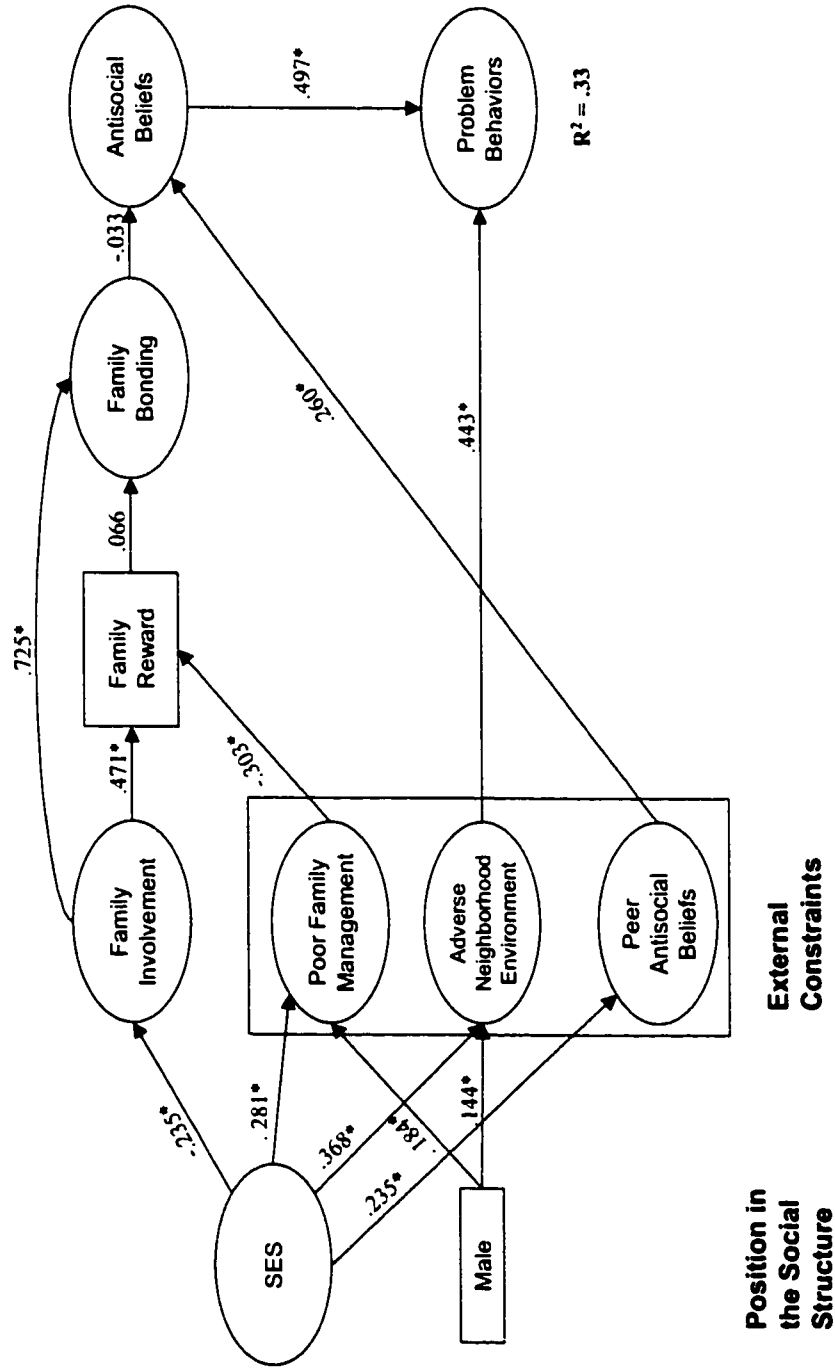 SES
Male
Position in
the Social
Structure
-.235*
.281*
.368*
.184*
.235*
.144*
Family
Involvement
Poor Family
Management
Adverse
Neighborhood
Environment
Peer
Antisocial
Beliefs
External
Constraints
.725*
.471*
-.303*
Family
Reward
.066
Family
Bonding
-.033
.260*
.443*
Antisocial
Beliefs
.497*
Problem
Behaviors
R² = .33